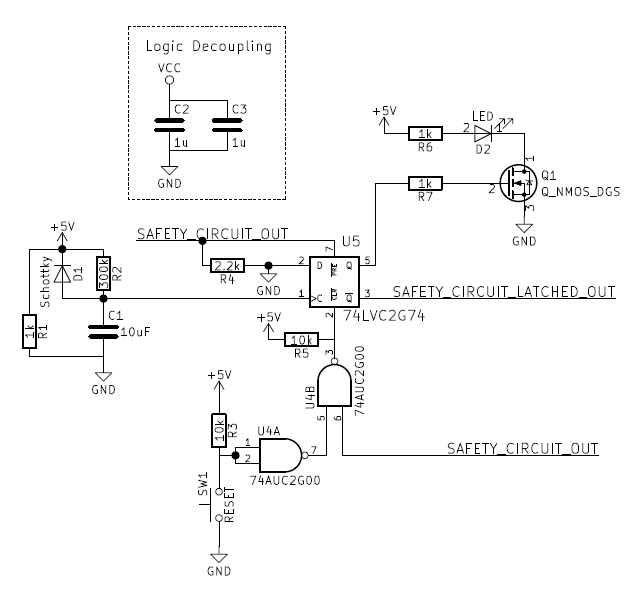 Logic Decoupling
VCC
C2
C3
1u
1u
GND
+5V
LED
2
1
1k
R6
D2
1
Q1
1k
2
Q_NMOS_DGS
R7
3
GND
SAFETY_CIRCUIT_OUT
U5
7
+5V
2.2k
R4
2
D
PRE
Q
5
GND
Schottky
D1
300k
R2
1
>C
CLR
Q
3
SAFETY_CIRCUIT_LATCHED_OUT
C1
2
74LVC2G74
1k
R1
10uF
+5V
10k
R5
3
GND
U4B
74AUC2G00
+5V
5
6
10k
R3
U4A
1
2
7
SAFETY_CIRCUIT_OUT
74AUC2G00
SW1
RESET
GND